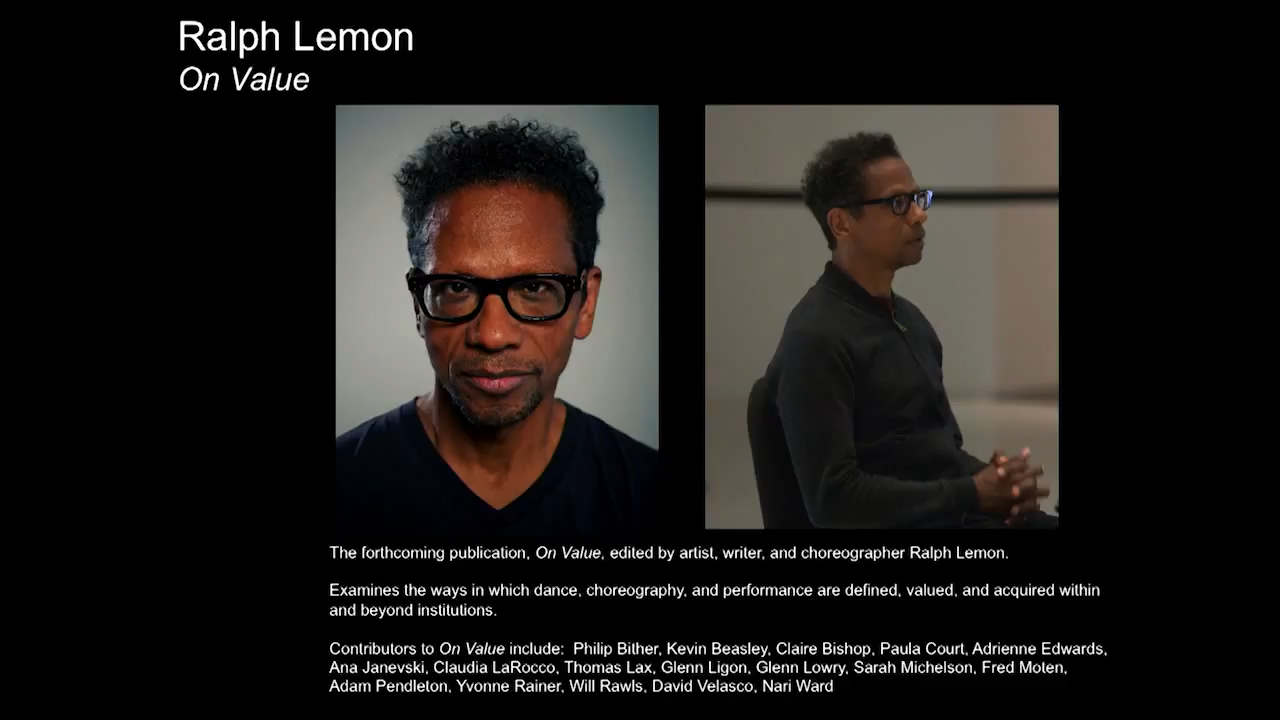 Ralph Lemon
On Value
The forthcoming publication, On Value, edited by artist, writer, and choreographer Ralph Lemon.
Examines the ways in which dance, choreography, and performance are defined, valued, and acquired within
and beyond institutions.
Contributors to On Value include:  Philip Bither, Kevin Beasley, Claire Bishop, Paula Court, Adrienne Edwards,
Ana Janevski, Claudia LaRocco, Thomas Lax, Glenn Ligon, Glenn Lowry, Sarah Michelson, Fred Moten,
Adam Pendleton, Yvonne Rainer, Will Rawls, David Velasco, Nari Ward